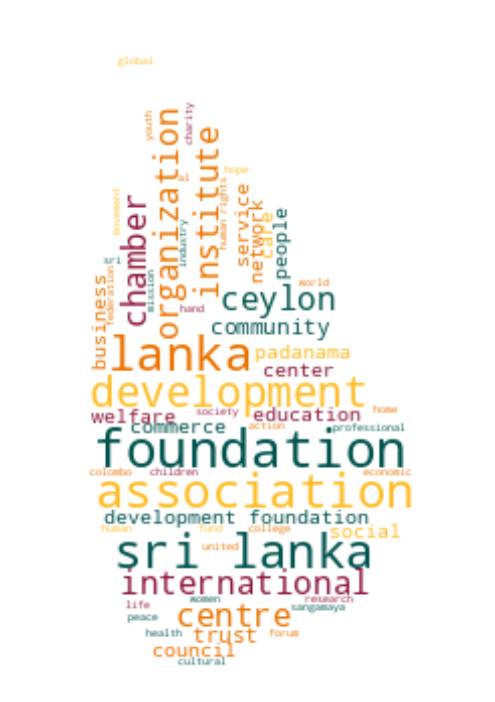 global
youth
charity
organization
institute
al
hope
movement
chamber
human rights
service
network
care
people
industry
sri
mission
federation
business
world
hand
ceylon
community
lanka
padanama
center
development
welfare
society
education
home
commerce
action
professional
foundation
colombo
children
economic
association
development foundation
human
fund
college
social
sri lanka
united
international
life
women
research
peace
sangamaya
centre
health
trust
forum
council
cultural